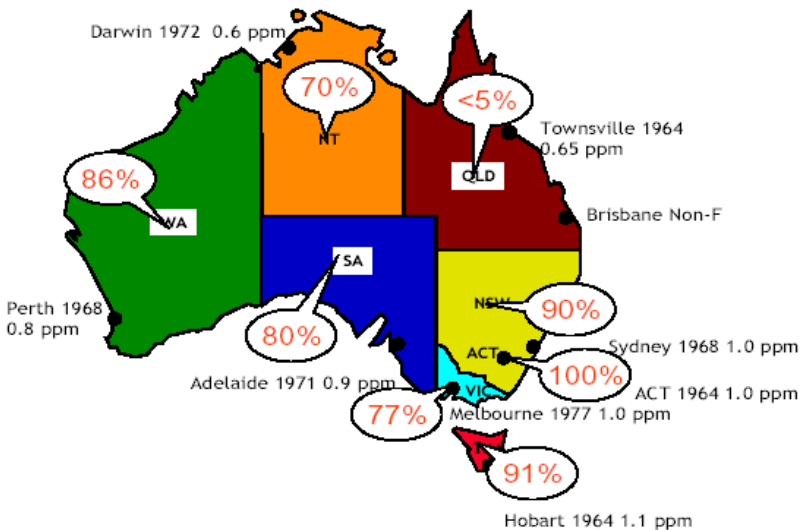 Darwin 1972 0.6 ppm
70%
<5%
NT
Townsville 1964
0.65 ppm
QLD
86%
WA
Brisbane Non-F
SA
NSW
90%
Perth 1968
0.8 ppm
80%
ACT
Sydney 1968 1.0 ppm
100%
Adelaide 1971 0.9 ppm
VIC
ACT 1964 1.0 ppm
77%
Melbourne 1977 1.0 ppm
91%
Hobart 1964 1.1 ppm